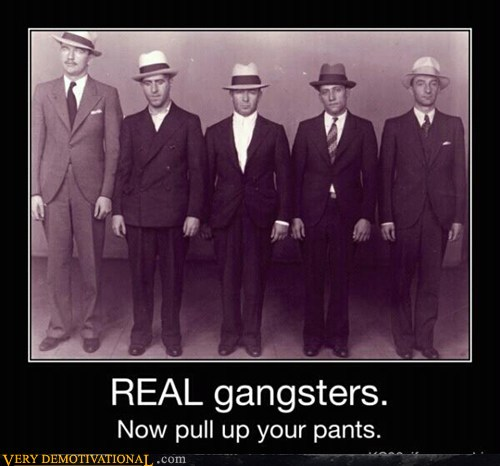 REAL gangsters.
Now pull up your pants.
VERY DEMOTIVATIONAL .com